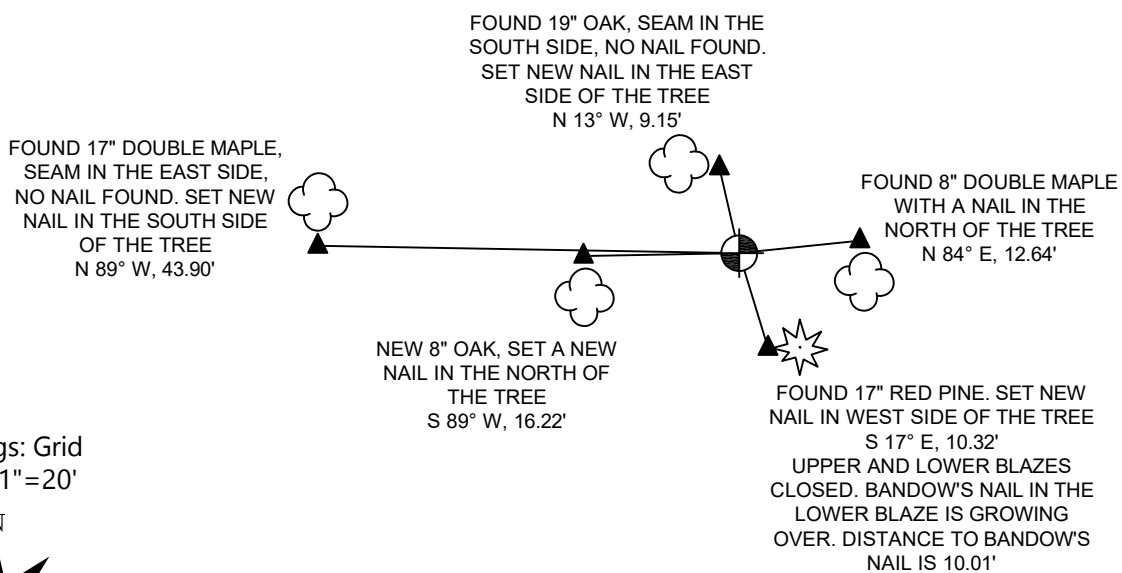 FOUND 19" OAK, SEAM IN THE
SOUTH SIDE, NO NAIL FOUND.
SET NEW NAIL IN THE EAST
SIDE OF THE TREE
N 13° W, 9.15'
FOUND 17" DOUBLE MAPLE,
SEAM IN THE EAST SIDE,
NO NAIL FOUND. SET NEW
NAIL IN THE SOUTH SIDE
OF THE TREE
N 89° W, 43.90'
FOUND 8" DOUBLE MAPLE
WITH A NAIL IN THE
NORTH OF THE TREE
N 84° E, 12.64'
NEW 8" OAK, SET A NEW
NAIL IN THE NORTH OF
THE TREE
S 89° W, 16.22'
FOUND 17" RED PINE. SET NEW
NAIL IN WEST SIDE OF THE TREE
S 17° E, 10.32'
UPPER AND LOWER BLAZES
CLOSED. BANDOW'S NAIL IN THE
LOWER BLAZE IS GROWING
OVER. DISTANCE TO BANDOW'S
NAIL IS 10.01'
gs: Grid
1"=20'